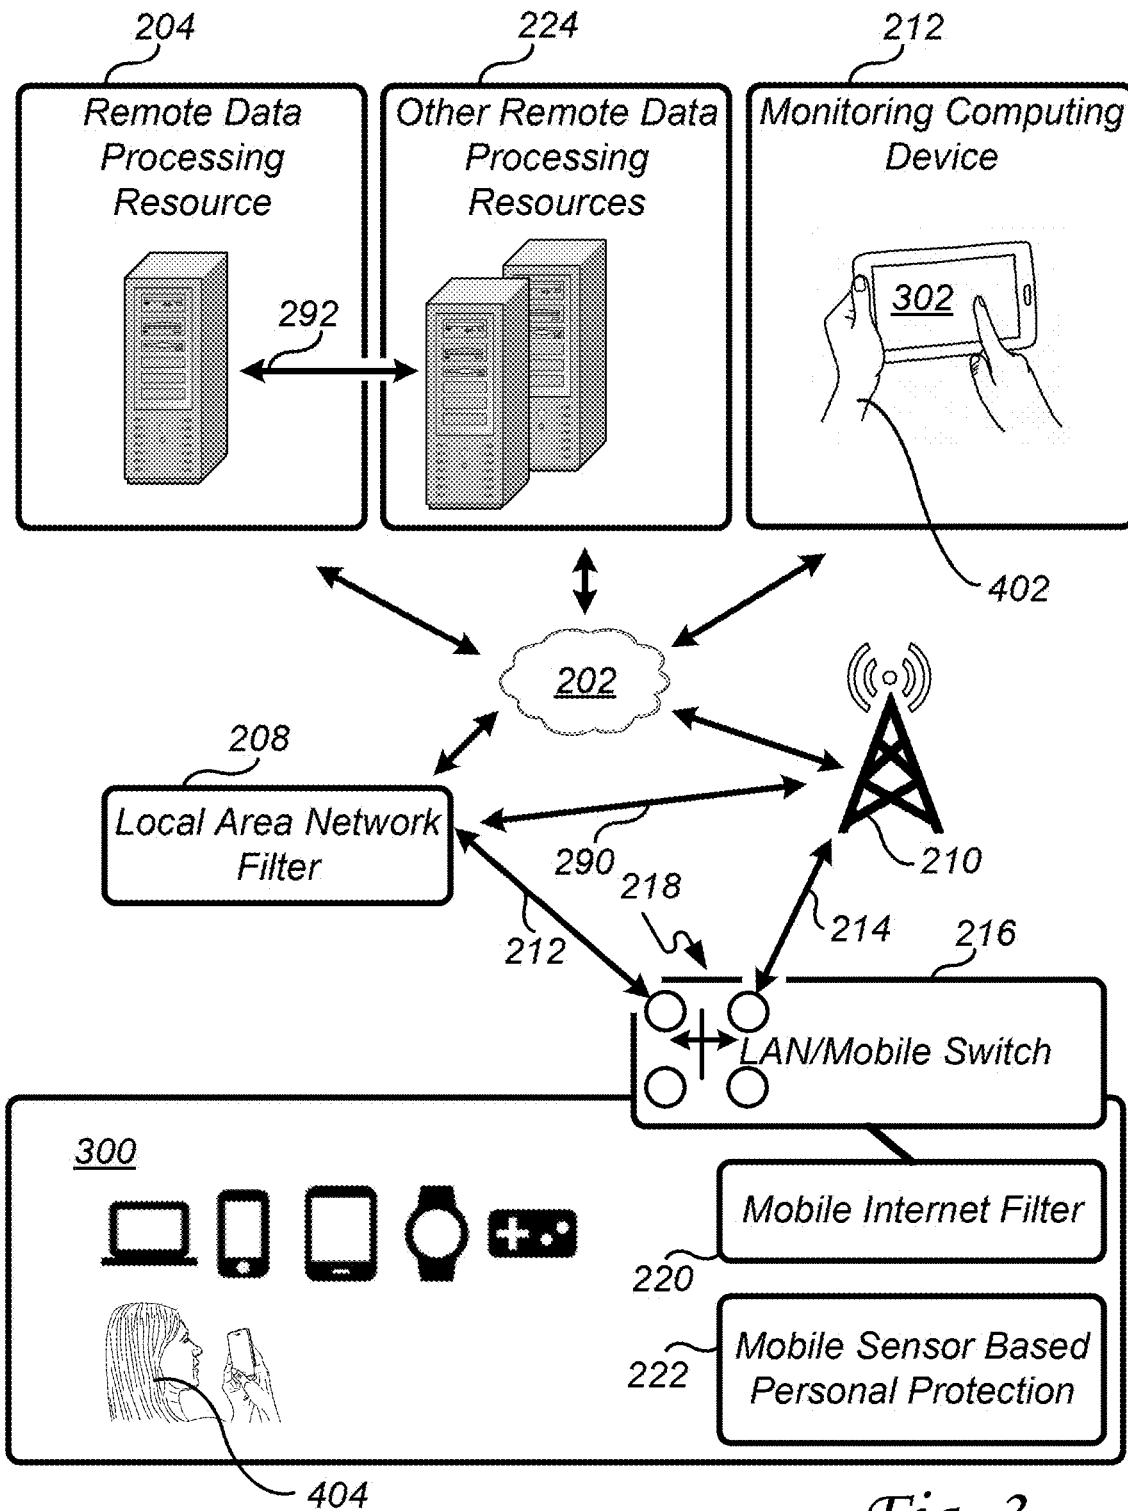 204
224
212
Remote Data
Processing
Resource
Other Remote Data
Processing
Resources
Monitoring Computing
Device
292
302
402
202
208
Local Area Network
Filter
290
210
218
212
214
216
LAN/Mobile Switch
300
Mobile Internet Filter
220
Mobile Sensor Based
Personal Protection
222
404